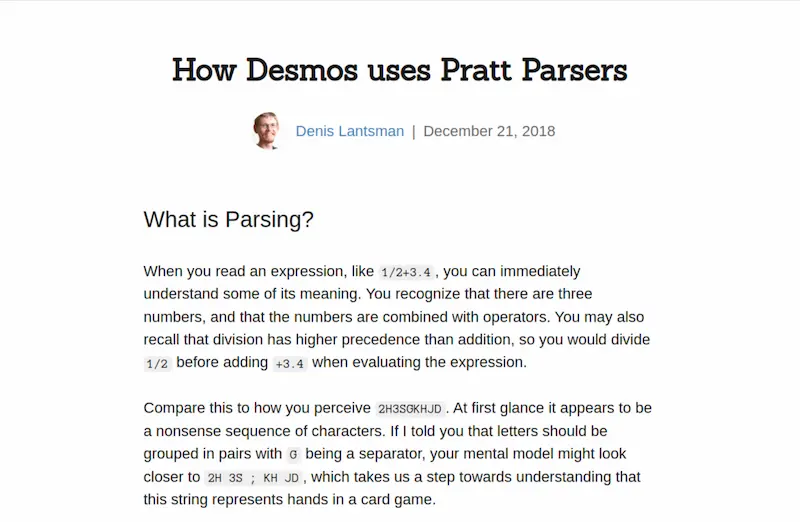 How Desmos uses Pratt Parsers
Denis Lantsman | December 21, 2018
What is Parsing?
When you read an expression, like 1/2+3.4, you can immediately
understand some of its meaning. You recognize that there are three
numbers, and that the numbers are combined with operators. You may also
recall that division has higher precedence than addition, so you would divide
1/2 before adding +3.4 when evaluating the expression.
Compare this to how you perceive 2H3SGKHJD. At first glance it appears to be
a nonsense sequence of characters. If I told you that letters should be
grouped in pairs with G being a separator, your mental model might look
closer to 2H 3S ; KH JD, which takes us a step towards understanding that
this string represents hands in a card game.